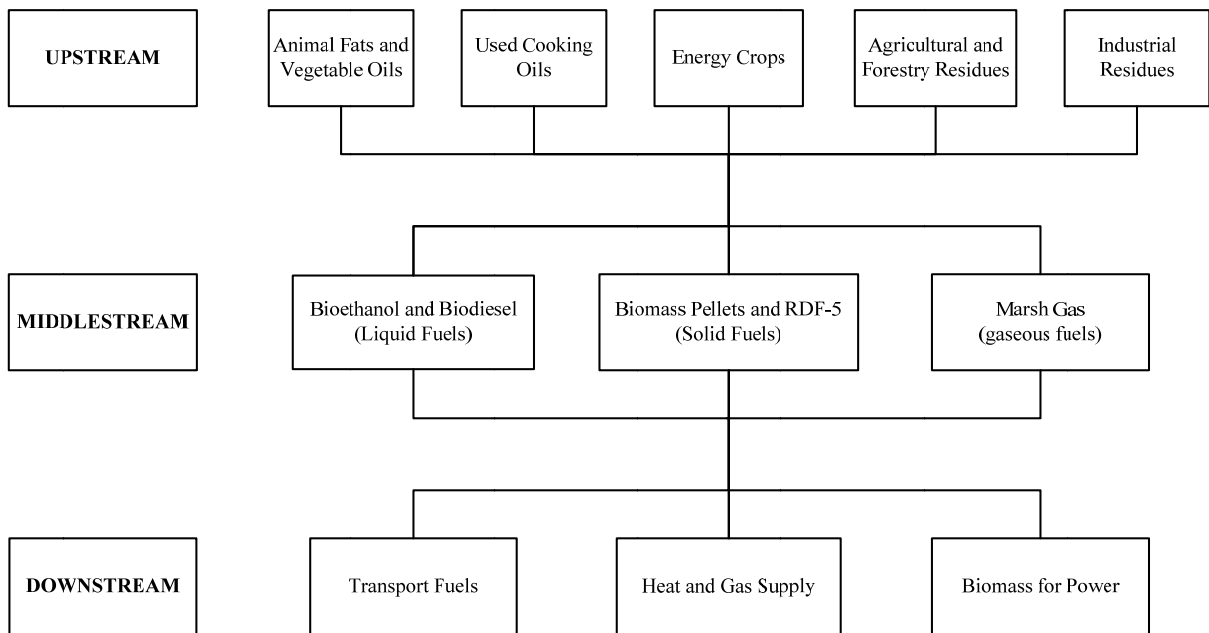 UPSTREAM
Animal Fats and
Vegetable Oils
Used Cooking
Oils
Energy Crops
Agricultural and
Forestry Residues
Industrial
Residues
MIDDLESTREAM
Bioethanol and Biodiesel
(Liquid Fuels)
Biomass Pellets and RDF-5
(Solid Fuels)
Marsh Gas
(gaseous fuels)
DOWNSTREAM
Transport Fuels
Heat and Gas Supply
Biomass for Power